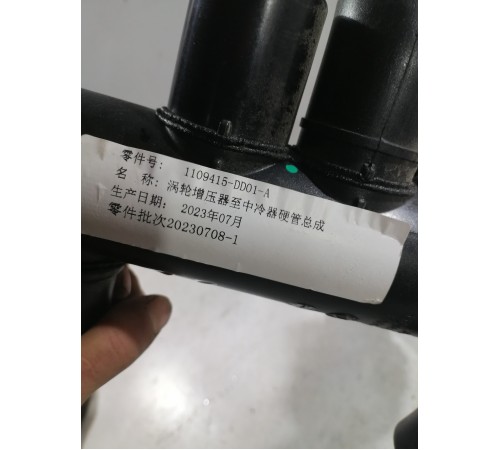 零件号: 1109415-DD01-A
名 称: 涡轮增压器至中冷器硬管总成
生产日期: 2023年07月
零件批次20230708-1